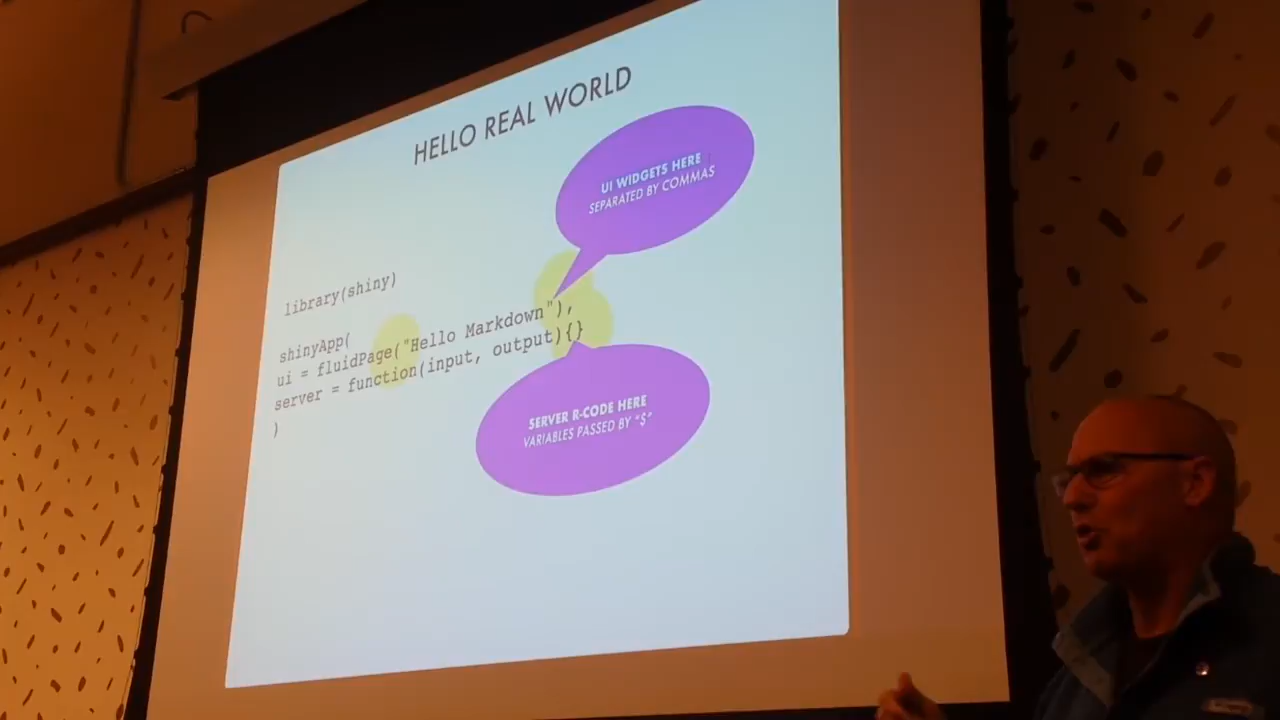 HELLO REAL WORLD
UI WIDGETS HERE
SEPARATED BY COMMAS
library(shiny)
shinyApp(
ui = fluidPage("Hello Markdown"),
server = function(input, output){}
)
SERVER R-CODE HERE
VARIABLES PASSED BY "$"